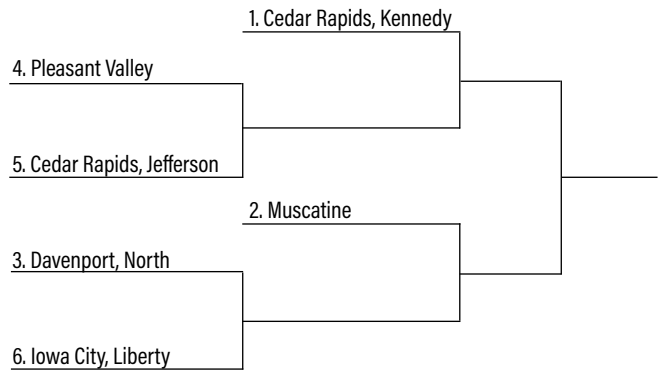 1. Cedar Rapids, Kennedy
4. Pleasant Valley
5. Cedar Rapids, Jefferson
2. Muscatine
3. Davenport, North
6. Iowa City, Liberty